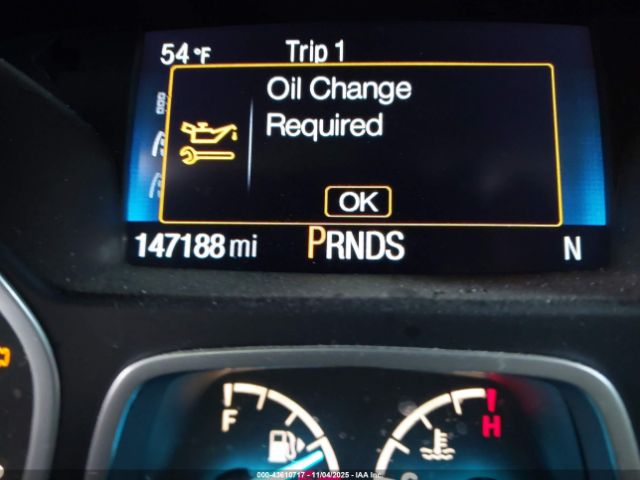 54 °F Trip 1
Oil Change
Required
OK
147188 mi PRNDS N
F H
000-43610717 - 11/04/2025 - IAA Inc.